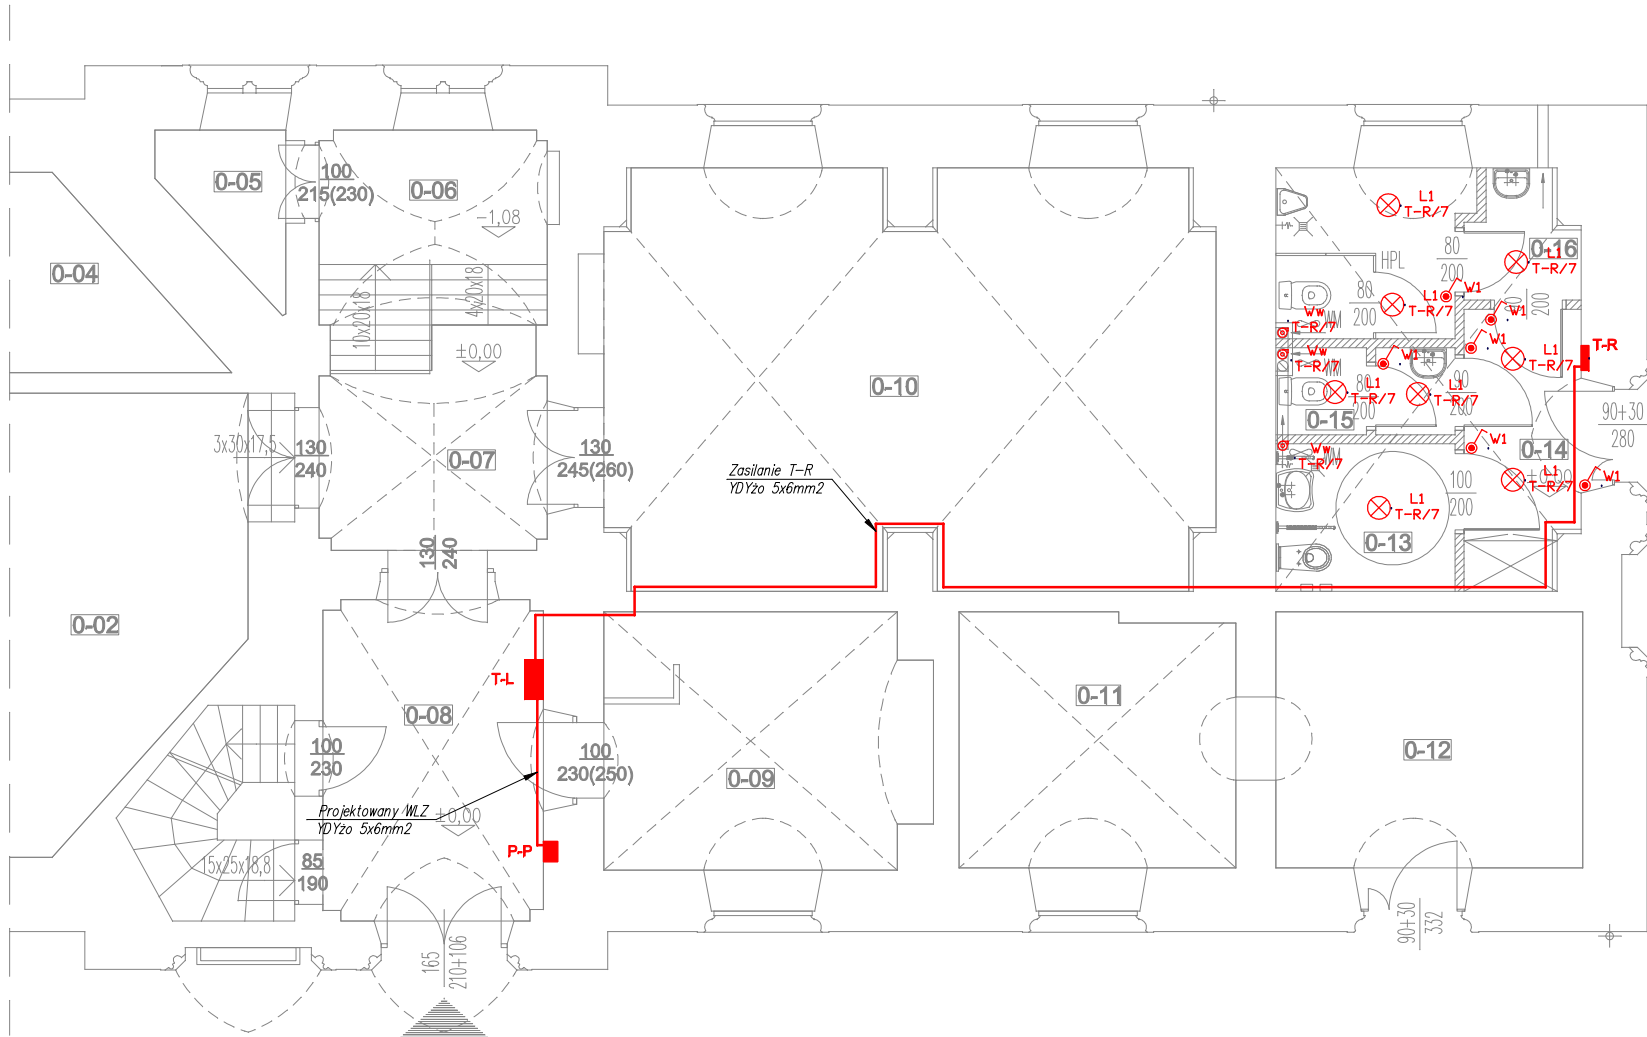 0-05
100
215(230)
0-06
-1,08
0-04
10x20x18
4x20x18
±0,00
0-10
3x30x17,5
130
240
0-07
130
245(260)
Zasilanie T-R
YDYżo 5x6mm2
130
240
0-02
T-L
0-08
0-11
100
230
100
230(250)
0-09
0-12
Projektowany WLZ
YDYżo 5x6mm2
±0,00
P-P
15x25x18,8
85
190
165
210+106
90+30
332
L1
T-R/7
HPL
80
200
0-16
L1
T-R/7
80
200
L1
T-R/7
W1
200
W1
Ww
T-R/7
WM
W1
L1
T-R/7
T-R
Ww
T-R/7
WM
W1
80
200
L1
T-R/7
90
200
L1
T-R/7
0-15
90+30
280
W1
0-14
Ww
T-R/7
WM
100
200
L1
T-R/7
W1
L1
T-R/7
0-13